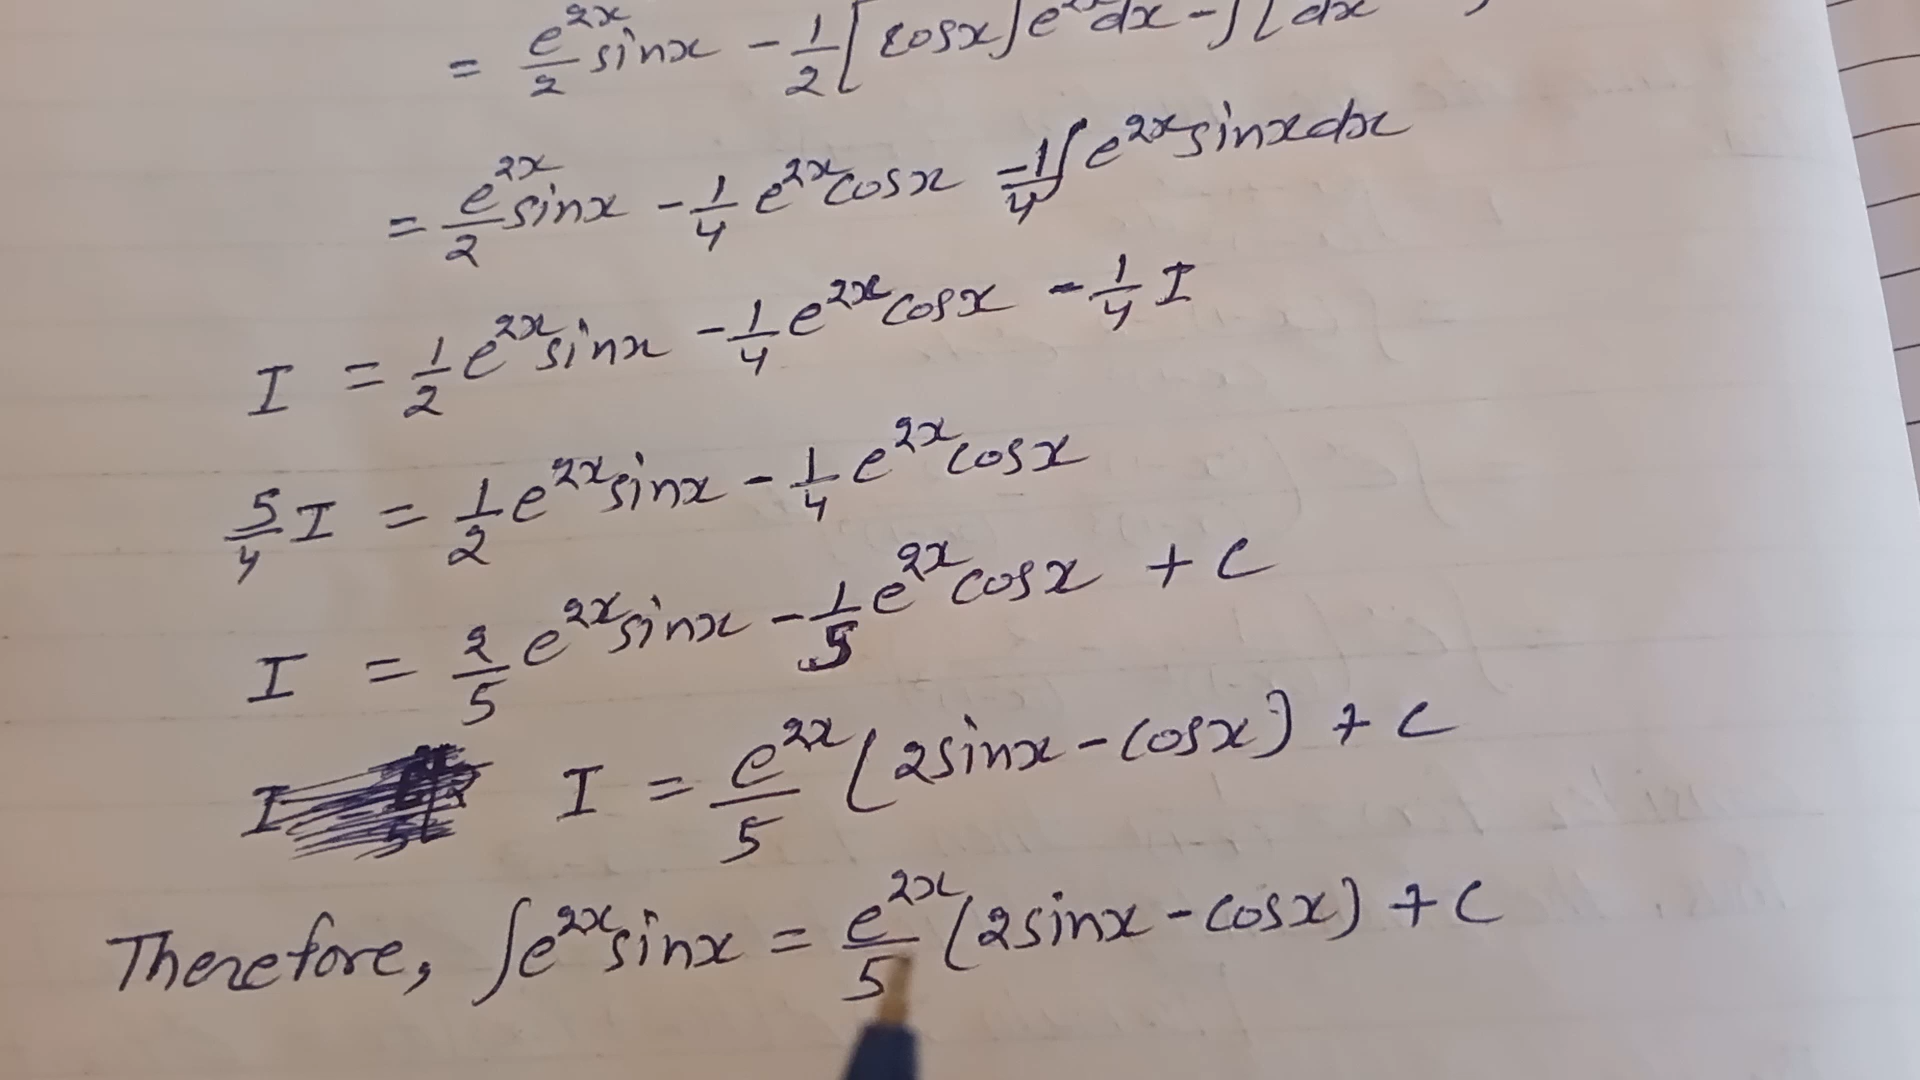 = e^2x/2 sinx - 1/2 [ cosx ∫ e^2x dx - ∫ [ dx
= e^2x/2 sinx - 1/4 e^2x cosx - 1/4 ∫ e^2x sinx dx
I = 1/2 e^2x sinx - 1/4 e^2x cosx - 1/4 I
5/4 I = 1/2 e^2x sinx - 1/4 e^2x cosx
I = 2/5 e^2x sinx - 1/5 e^2x cosx + C
I I = e^2x/5 (2sinx - cosx) + C
Therefore, ∫e^2x sinx = e^2x/5 (2sinx - cosx) + C